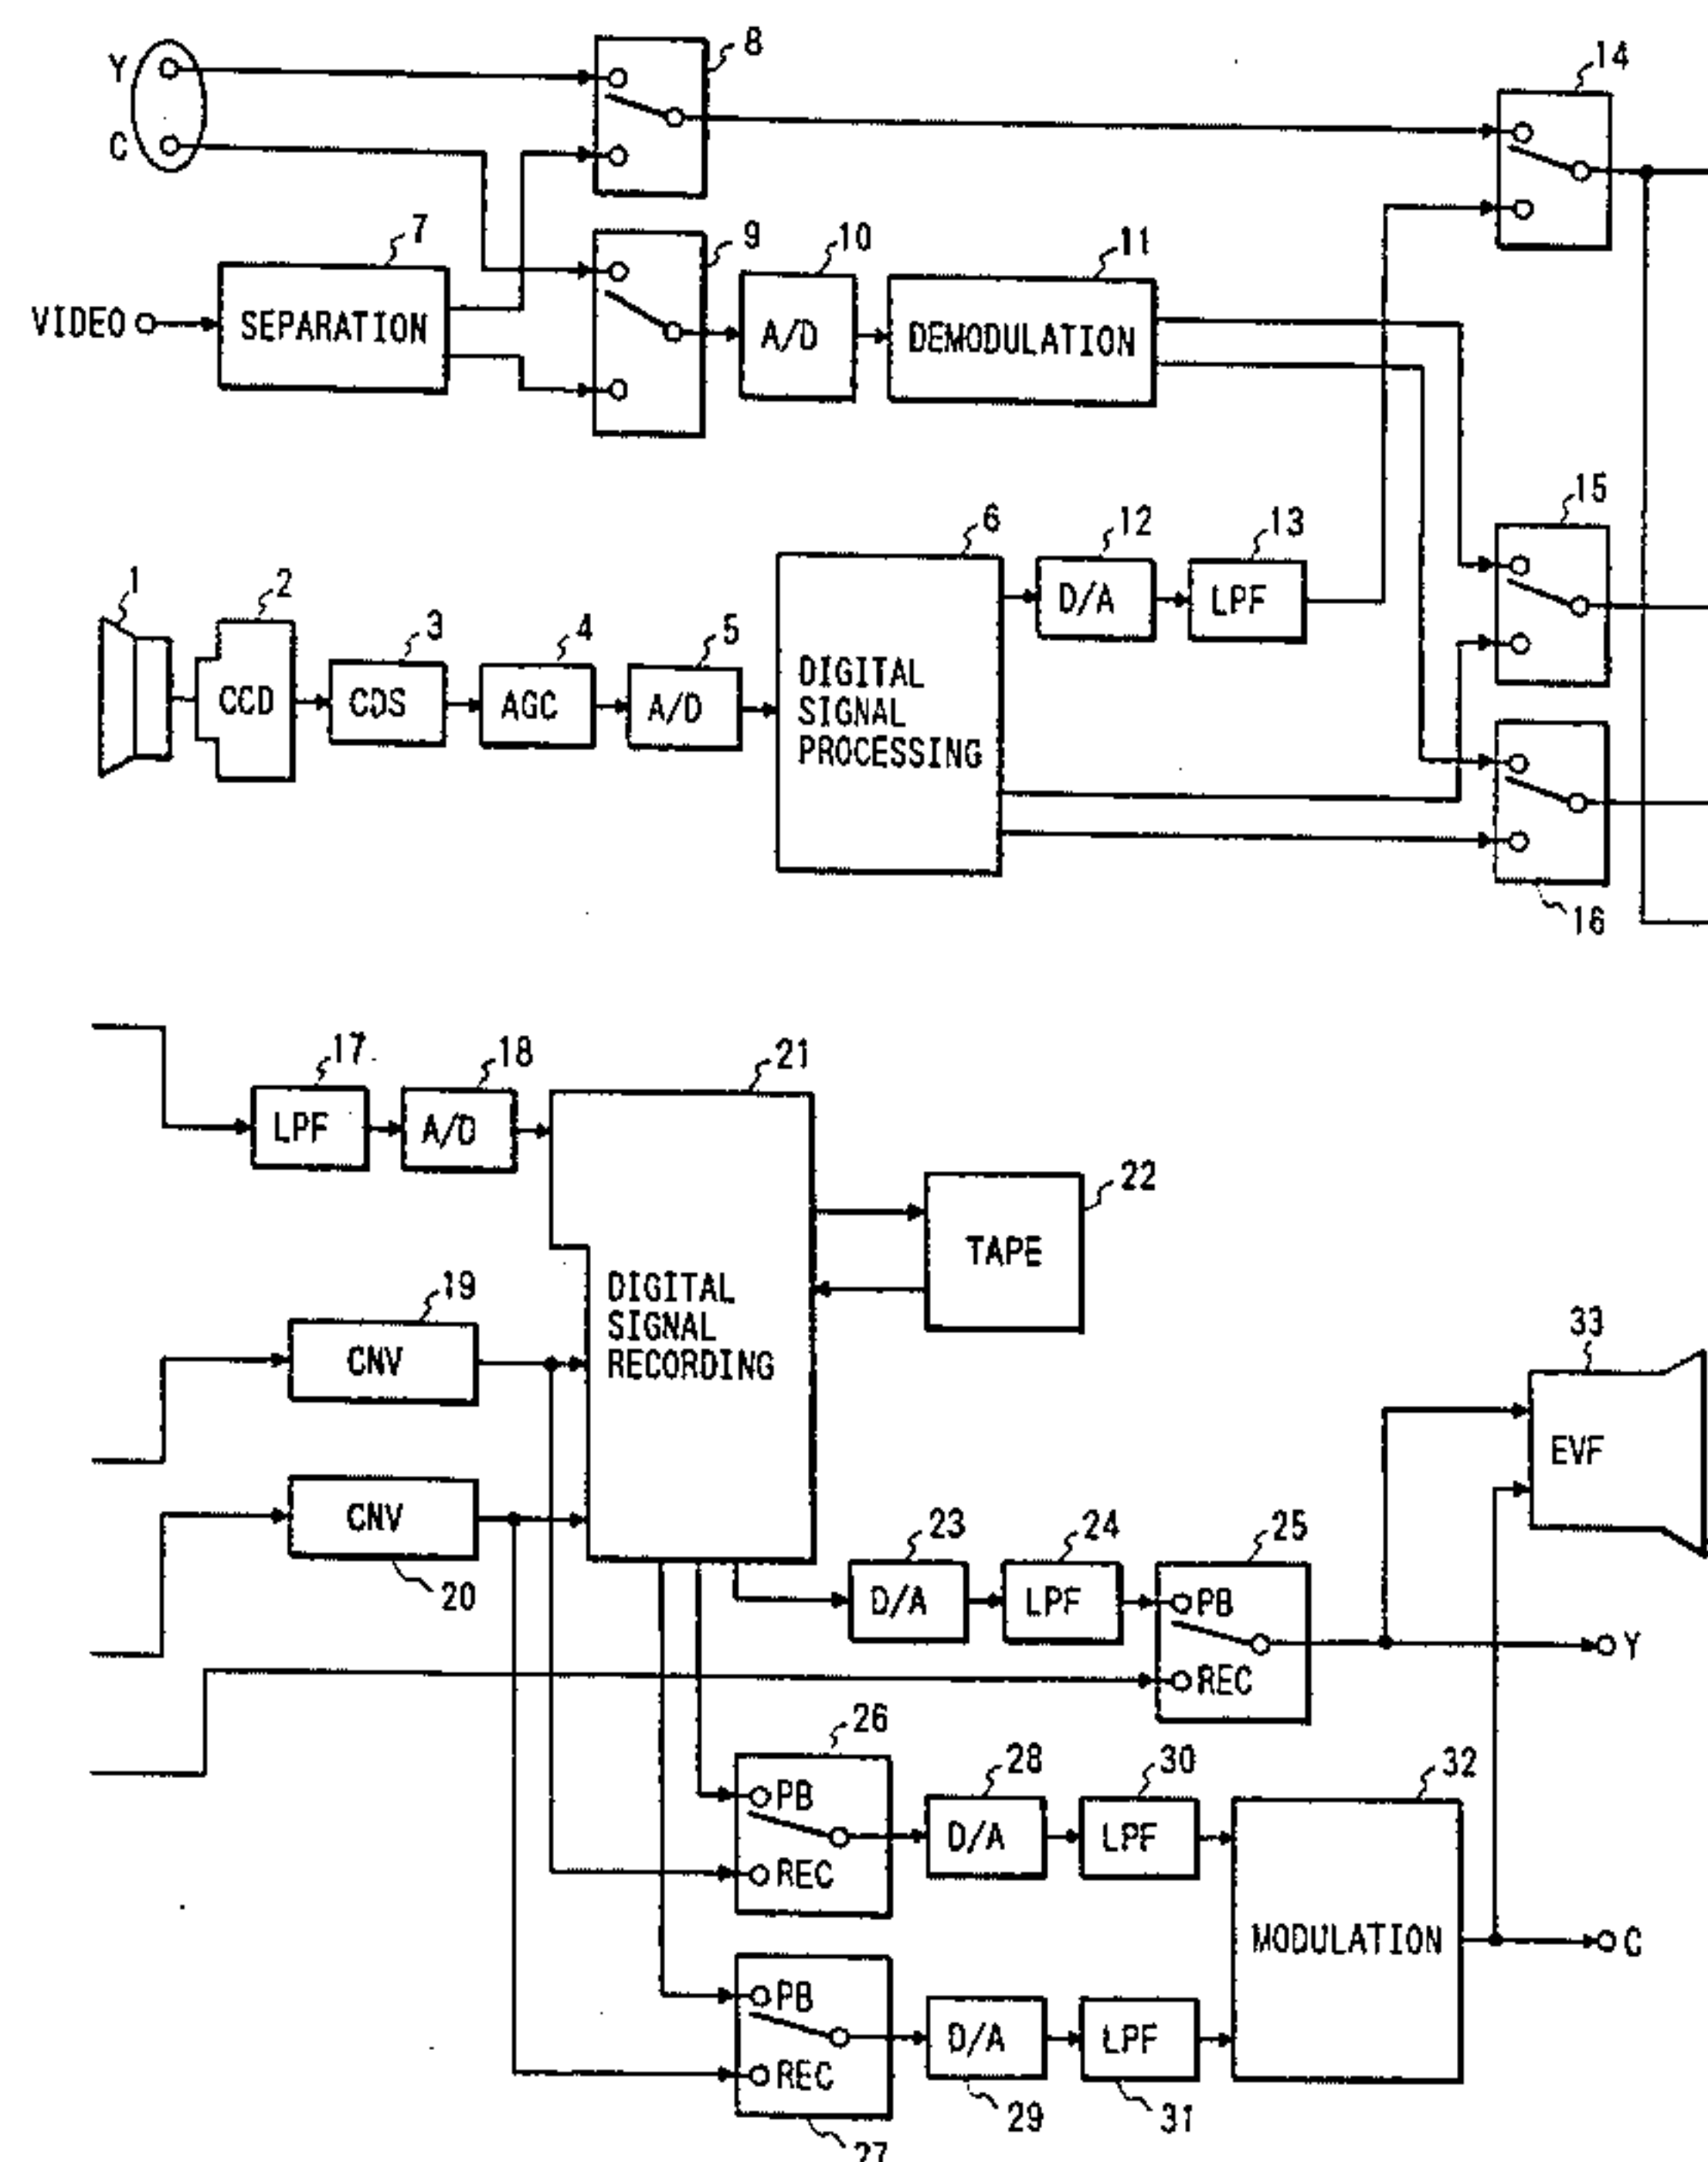 Y
8
14
C
7
9
10
11
VIDEO
SEPARATION
A/D
DEMODULATION
15
6
12
13
1
2
3
4
5
D/A
LPF
CCD
CDS
AGC
A/D
DIGITAL
SIGNAL
PROCESSING
16
17
18
21
LPF
A/D
22
TAPE
19
DIGITAL
SIGNAL
RECORDING
33
CNV
EVF
CNV
23
24
25
20
D/A
LPF
PB
Y
REC
26
28
30
32
PB
D/A
LPF
REC
MODULATION
C
PB
D/A
LPF
REC
29
31
27